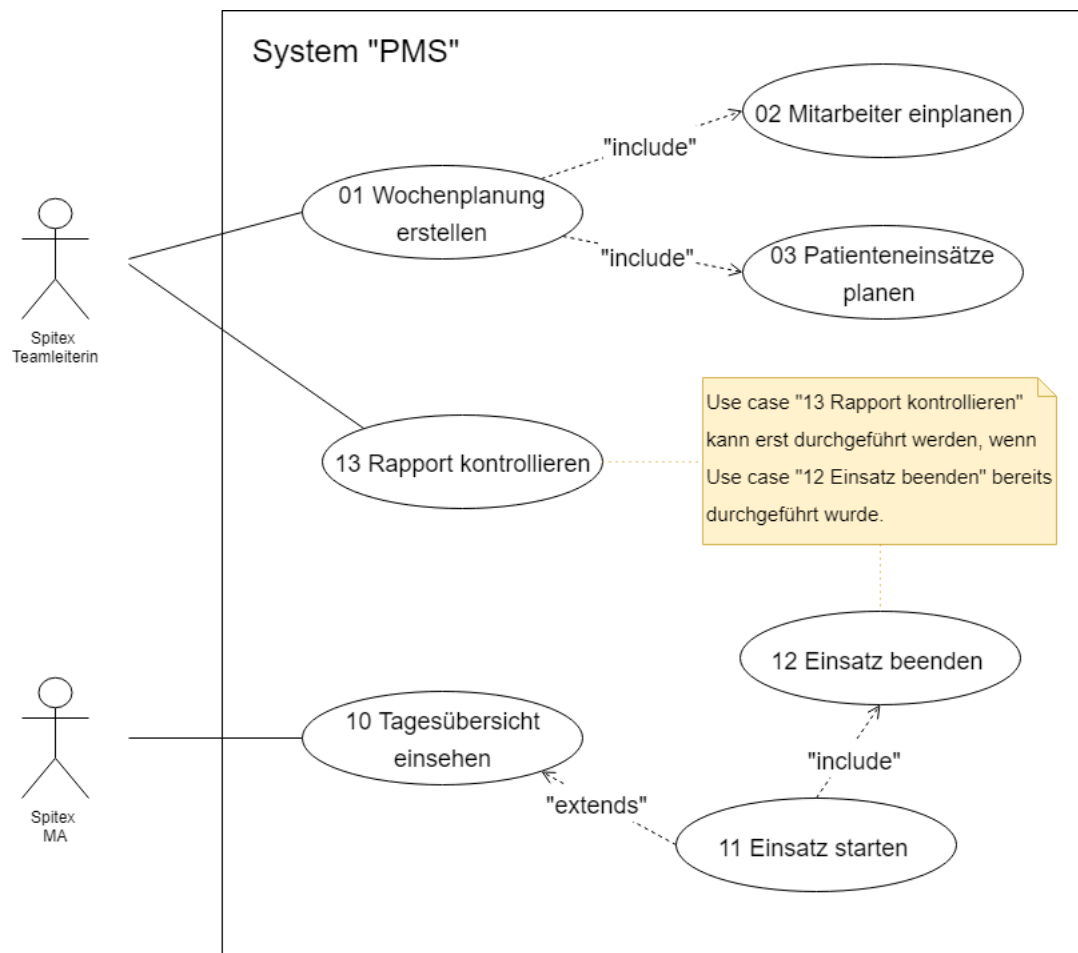 System "PMS"
02 Mitarbeiter einplanen
"include"
01 Wochenplanung
erstellen
"include"
03 Patienteneinsätze
planen
Spitex
Teamleiterin
13 Rapport kontrollieren
Use case "13 Rapport kontrollieren"
kann erst durchgeführt werden, wenn
Use case "12 Einsatz beenden" bereits
durchgeführt wurde.
12 Einsatz beenden
10 Tagesübersicht
einsehen
"include"
"extends"
11 Einsatz starten
Spitex
MA